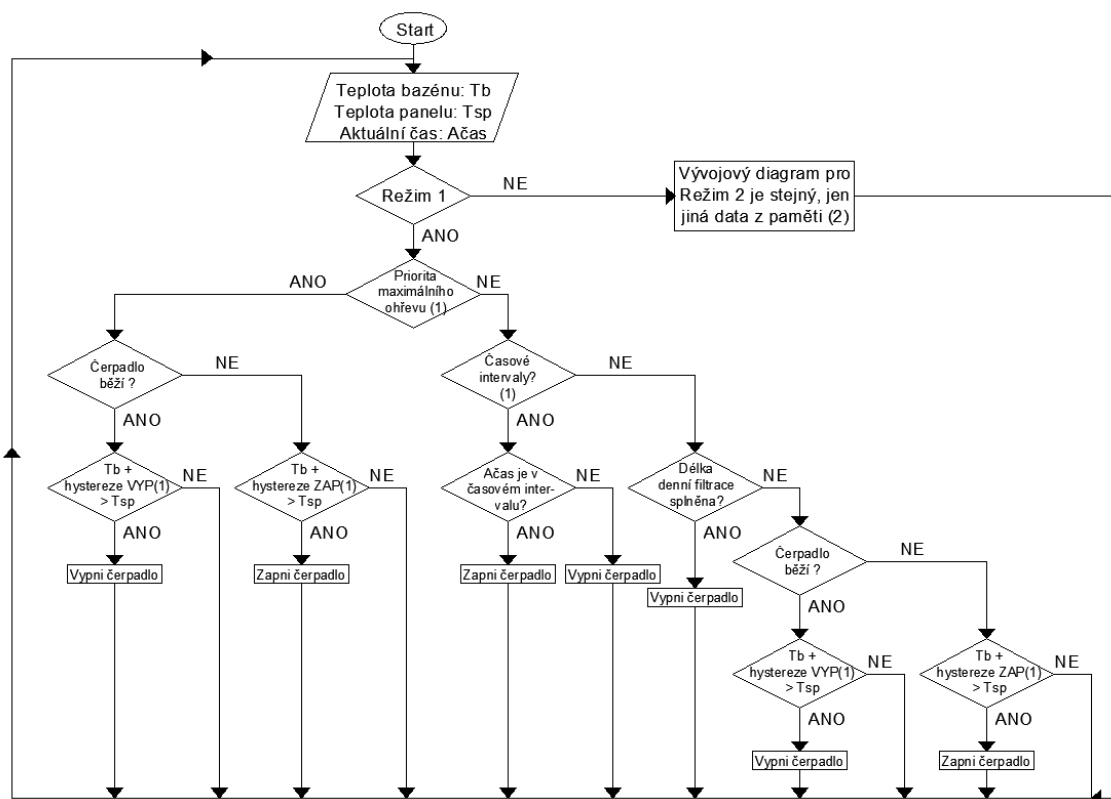 Start
Teplota bazénu: Tb
Teplota panelu: Tsp
Aktuální čas: Ačas
Režim 1
NE
Vývojový diagram pro
Režim 2 je stejný, jen
jiná data z paměti (2)
ANO
Priorita
maximálního
ohřevu (1)
ANO
NE
Čerpadlo
běží ?
NE
ANO
Časové
intervaly?
(1)
NE
ANO
Tb +
hystereze VYP(1)
> Tsp
NE
ANO
Vypni čerpadlo
Tb +
hystereze ZAP(1)
> Tsp
NE
ANO
Zapni čerpadlo
Ačas je v
časovém inter-
valu?
NE
ANO
Zapni čerpadlo
Vypni čerpadlo
Délka
denní filtrace
splněna?
NE
ANO
Vypni čerpadlo
Čerpadlo
běží ?
NE
ANO
Tb +
hystereze VYP(1)
> Tsp
NE
ANO
Vypni čerpadlo
Tb +
hystereze ZAP(1)
> Tsp
NE
ANO
Zapni čerpadlo